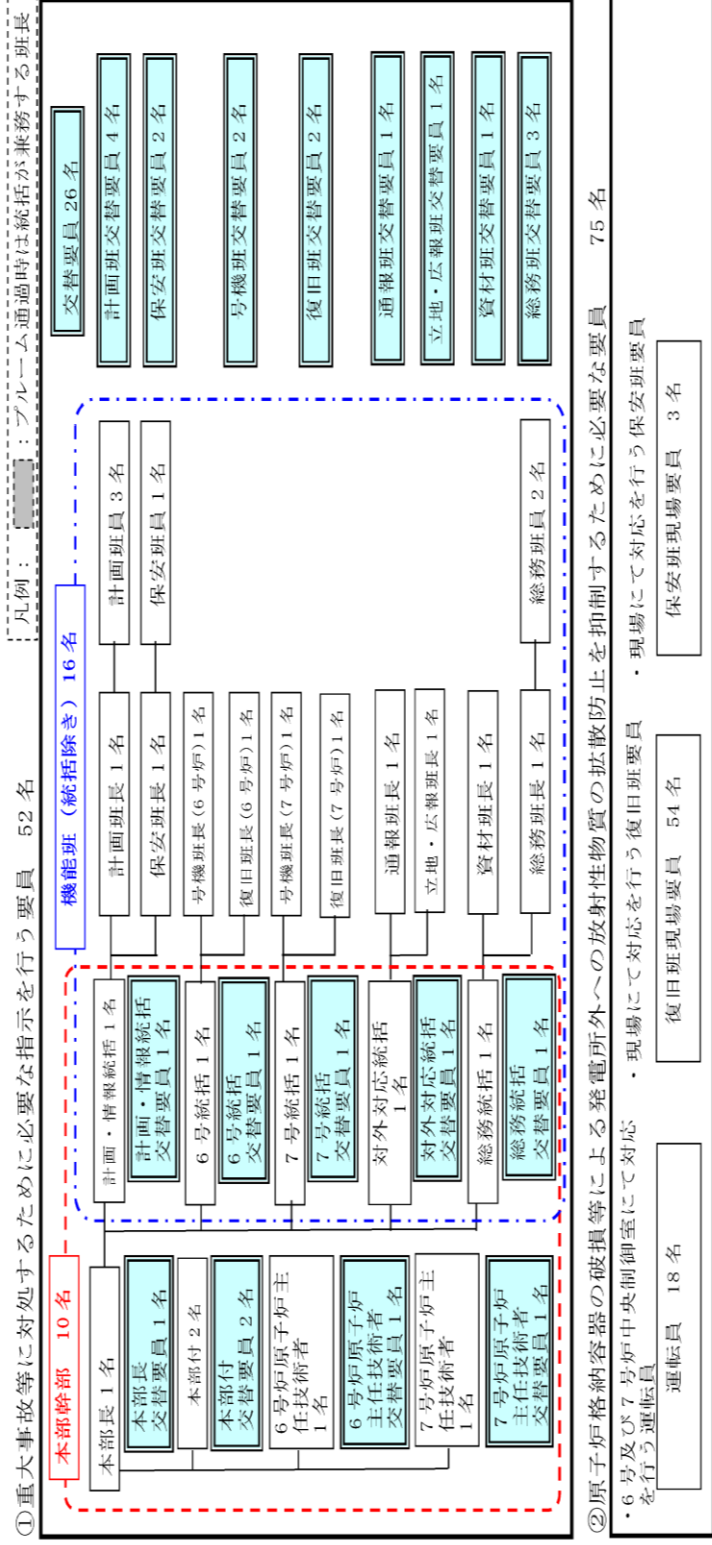 ①重大事故等に対処するために必要な指示を行う要員　52名
凡例：　：プルーム通過時は統括が兼務する班長
本部幹部 10名
機能班（統括除き）16名
交替要員 26名
本部長1名
本部長
交替要員1名
本部付2名
本部付
交替要員2名
6号炉原子炉主
任技術者
1名
6号炉原子炉
主任技術者
交替要員1名
7号炉原子炉主
任技術者
1名
7号炉原子炉
主任技術者
交替要員1名
計画・情報統括1名
計画・情報統括
交替要員1名
6号統括1名
6号統括
交替要員1名
7号統括1名
7号統括
交替要員1名
対外対応統括
1名
対外対応統括
交替要員1名
総務統括1名
総務統括
交替要員1名
計画班長1名
保安班長1名
号機班長(6号炉)1名
復旧班長(6号炉)1名
号機班長(7号炉)1名
復旧班長(7号炉)1名
通報班長1名
立地・広報班長1名
資材班長1名
総務班長1名
計画班員3名
保安班員1名
総務班員2名
計画班交替要員4名
保安班交替要員2名
号機班交替要員2名
復旧班交替要員2名
通報班交替要員1名
立地・広報班交替要員1名
資材班交替要員1名
総務班交替要員3名
②原子炉格納容器の破損等による発電所外への放射性物質の拡散防止を抑制するために必要な要員　75名
・6号及び7号炉中央制御室にて対応
を行う運転員
運転員　18名
・現場にて対応を行う復旧班要員
復旧班現場要員　54名
・現場にて対応を行う保安班要員
保安班現場要員　3名